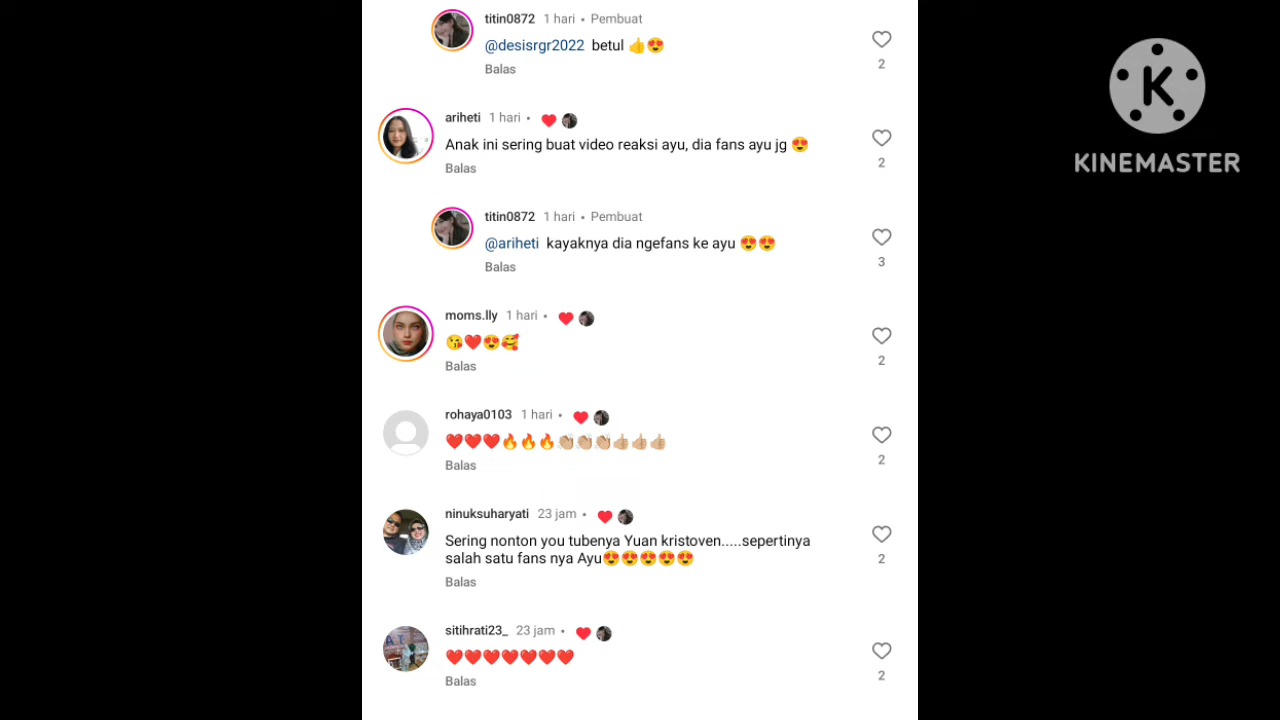 titin0872 1 hari • Pembuat
@desisrgr2022 betul 👍😍
2
Balas
ariheti 1 hari •
Anak ini sering buat video reaksi ayu, dia fans ayu jg 😍
2
Balas
titin0872 1 hari • Pembuat
@ariheti kayaknya dia ngefans ke ayu 😍😍
3
Balas
moms.lly 1 hari •
😘❤️😍🥰
2
Balas
rohaya0103 1 hari •
❤️❤️❤️🔥🔥🔥👏🏼👏🏼👏🏼👍🏼👍🏼👍🏼
2
Balas
ninuksuharyati 23 jam •
Sering nonton you tubenya Yuan kristoven.....sepertinya
salah satu fans nya Ayu😍😍😍😍😍
2
Balas
sitihrati23_ 23 jam •
❤️❤️❤️❤️❤️❤️❤️
2
Balas
K
KINEMASTER